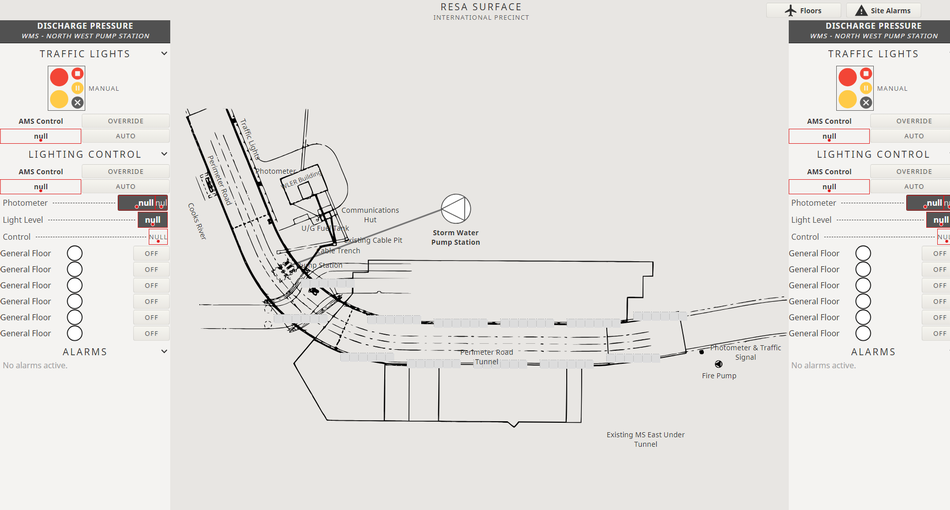 RESA SURFACE
INTERNATIONAL PRECINCT
Floors
Site Alarms
DISCHARGE PRESSURE
WMS - NORTH WEST PUMP STATION
TRAFFIC LIGHTS
MANUAL
AMS Control
OVERRIDE
null
AUTO
LIGHTING CONTROL
AMS Control
OVERRIDE
null
AUTO
Photometer
null nul
Light Level
null
Control
NULL
General Floor
OFF
General Floor
OFF
General Floor
OFF
General Floor
OFF
General Floor
OFF
General Floor
OFF
ALARMS
No alarms active.
Traffic Lights
Perimeter Road
Cooks River
Photometer
Building
Communications
Hut
U/G Fuel Tank
Existing Cable Pit
Trench
Station
Storm Water
Pump Station
Perimeter Road
Tunnel
Photometer & Traffic
Signal
Fire Pump
Existing MS East Under
Tunnel
DISCHARGE PRESSURE
WMS - NORTH WEST PUMP STATION
TRAFFIC LIGHTS
MANUAL
AMS Control
OVERRIDE
null
AUTO
LIGHTING CONTROL
AMS Control
OVERRIDE
null
AUTO
Photometer
null nul
Light Level
null
Control
General Floor
OFF
General Floor
OFF
General Floor
OFF
General Floor
OFF
General Floor
OFF
General Floor
OFF
ALARMS
No alarms active.